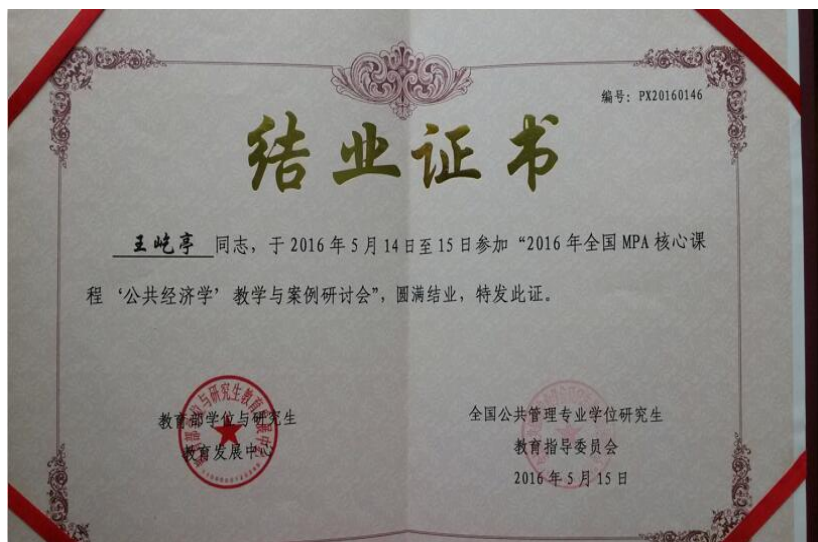 编号：PX20160146
结业证书
王屹亭 同志，于2016年5月14日至15日参加“2016年全国MPA核心课
程‘公共经济学’教学与案例研讨会”，圆满结业，特发此证。
教育部学位与研究生
教育发展中心
全国公共管理专业学位研究生
教育指导委员会
2016年5月15日